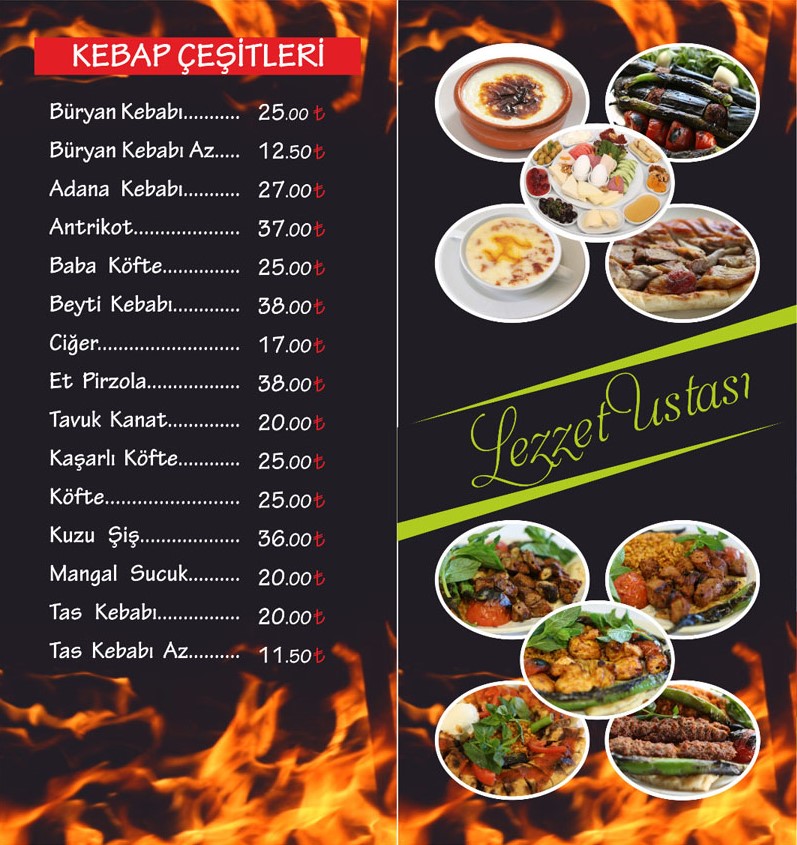 KEBAP ÇEŞİTLERİ
Büryan Kebabı........... 25.00 ₺
Büryan Kebabı Az..... 12.50 ₺
Adana Kebabı........... 27.00 ₺
Antrikot..................... 37.00 ₺
Baba Köfte............... 25.00 ₺
Beyti Kebabı............. 38.00 ₺
Ciğer........................... 17.00 ₺
Et Pirzola.................. 38.00 ₺
Tavuk Kanat.............. 20.00 ₺
Kaşarlı Köfte............ 25.00 ₺
Köfte.......................... 25.00 ₺
Kuzu Şiş................... 36.00 ₺
Mangal Sucuk.......... 20.00 ₺
Tas Kebabı................ 20.00 ₺
Tas Kebabı Az.......... 11.50 ₺
Lezzet Ustası